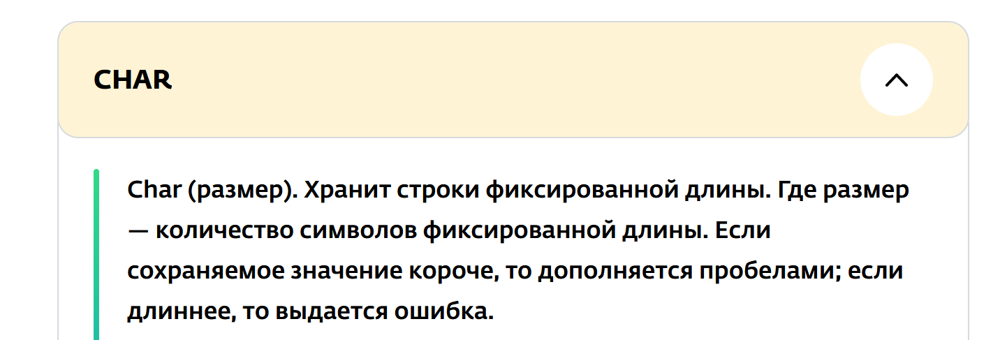 CHAR
Char (размер). Хранит строки фиксированной длины. Где размер
— количество символов фиксированной длины. Если
сохраняемое значение короче, то дополняется пробелами; если
длиннее, то выдается ошибка.